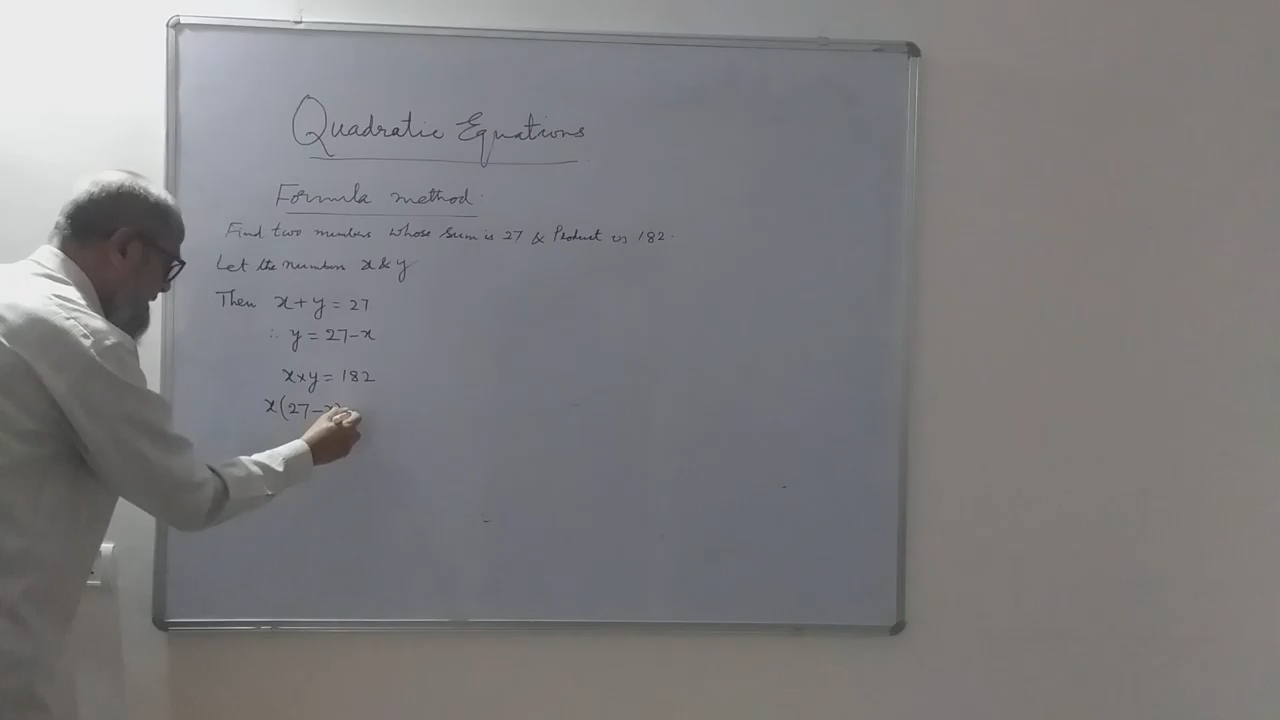 Quadratic Equations
Formula method.
Find two numbers whose sum is 27 & Product is 182.
Let the numbers x & y
Then x + y = 27
∴ y = 27 - x
x × y = 182
x(27 - x) =